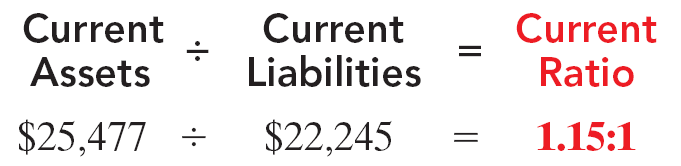 Current ÷ Current = Current
Assets Liabilities Ratio
$25,477 ÷ $22,245 = 1.15:1